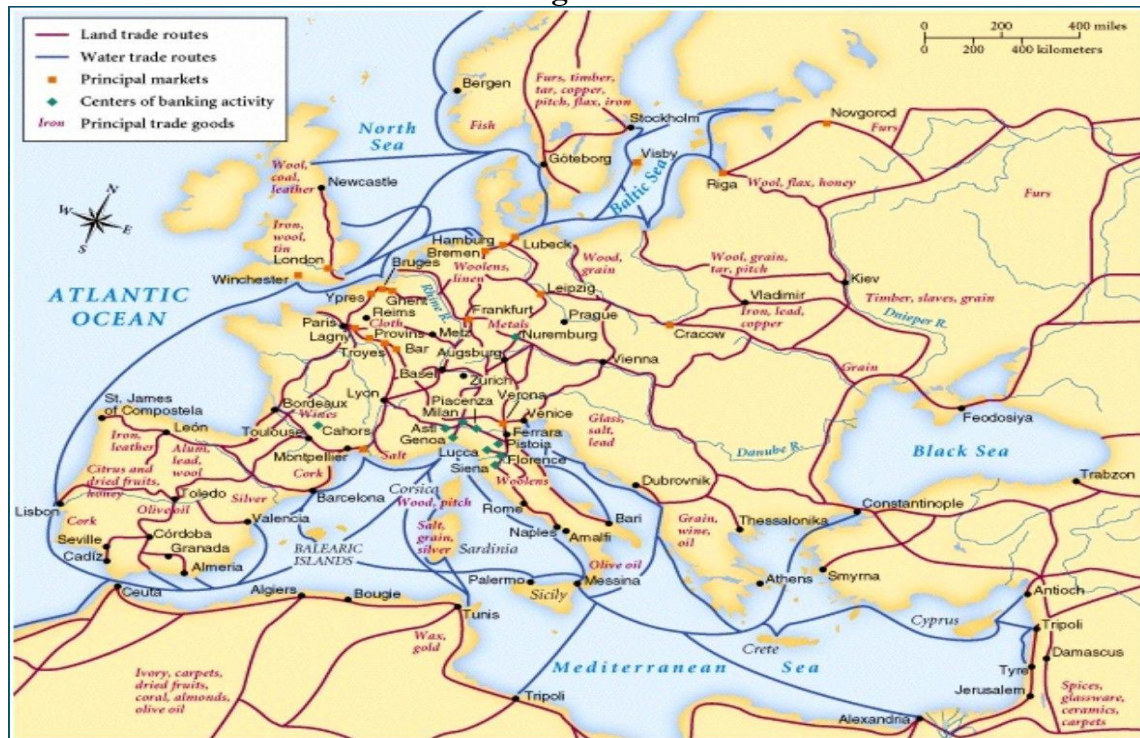 Land trade routes
Water trade routes
Principal markets
Centers of banking activity
Iron Principal trade goods
0 200 400 miles
0 200 400 kilometers
N
W
E
S
North
Sea
Bergen
Fish
Furs, timber,
tar, copper,
pitch, flax, iron
Stockholm
Göteborg
Visby
Baltic Sea
Novgorod
Furs
Riga
Wool, flax, honey
Furs
Wool,
coal,
leather
Newcastle
Iron,
wool,
tin
London
Winchester
Hamburg
Bremen
Lubeck
Bruges
Woolens,
linen
Wood,
grain
Wool, grain,
tar, pitch
Kiev
Ypres
Ghent
Rhine R.
Leipzig
Vladimir
Timber, slaves, grain
Reims
Frankfurt
Prague
Iron, lead,
copper
Dnieper R.
ATLANTIC
OCEAN
Paris
Cloth
Metals
Lagny
Provins
Metz
Nuremburg
Cracow
Troyes
Bar
Augsburg
Vienna
Grain
Basel
Zürich
Lyon
Piacenza
Verona
Milan
Venice
Feodosiya
St. James
of Compostela
Bordeaux
Wines
Asti
Ferrara
Glass,
salt,
lead
León
Toulouse
Cahors
Genoa
Pistoia
Iron,
leather
Alum,
lead,
wool
Montpellier
Salt
Lucca
Florence
Danube R.
Black Sea
Siena
Woolens
Citrus and
dried fruits,
honey
Cork
Corsica
Dubrovnik
Trabzon
Toledo
Silver
Barcelona
Wood, pitch
Rome
Constantinople
Lisbon
Olive oil
Valencia
Salt,
grain,
silver
Bari
Grain,
wine,
oil
Thessalonika
Cork
Naples
Amalfi
Seville
Córdoba
BALEARIC
ISLANDS
Sardinia
Cadíz
Granada
Olive oil
Almeria
Palermo
Messina
Athens
Smyrna
Ceuta
Algiers
Bougie
Sicily
Antioch
Tunis
Cyprus
Tripoli
Wax,
gold
Crete
Damascus
Mediterranean Sea
Tyre
Ivory, carpets,
dried fruits,
coral, almonds,
olive oil
Jerusalem
Spices,
glassware,
ceramics,
carpets
Tripoli
Alexandria